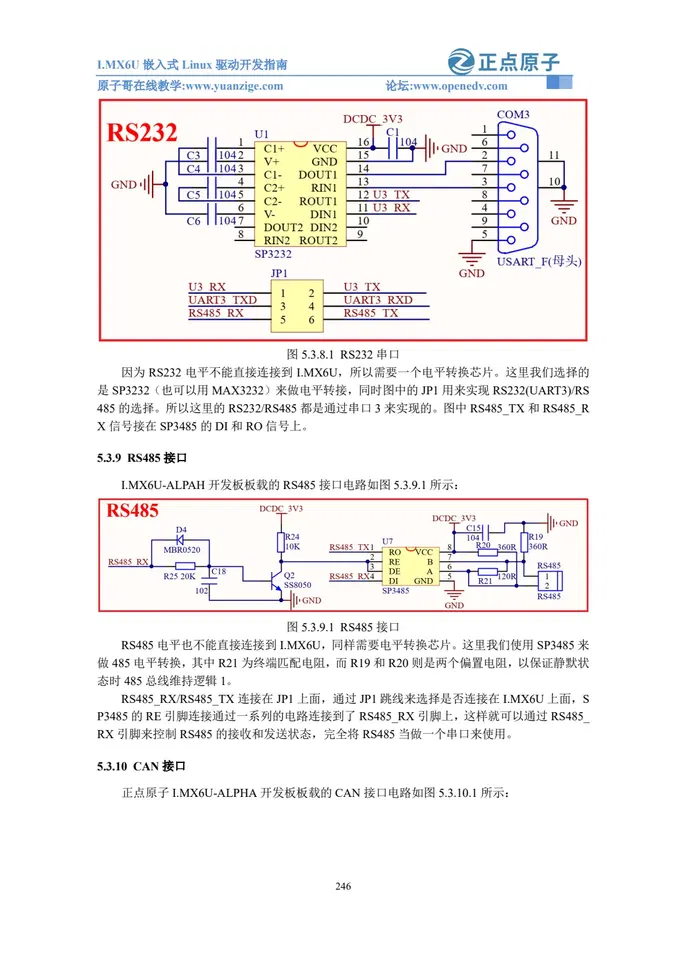 I.MX6U 嵌入式 Linux 驱动开发指南
正点原子
原子哥在线教学:www.yuanzige.com 论坛:www.openedv.com
RS232
DCDC_3V3
COM3
U1
C1
104
GND
1 C1+ VCC 16
C3 104 2 V+ GND 15
C4 104 3 C1- DOUT1 14
4 C2+ RIN1 13
C5 104 5 C2- ROUT1 12 U3_TX
6 V- DIN1 11 U3_RX
C6 104 7 DOUT2 DIN2 10
8 RIN2 ROUT2 9
GND
SP3232
1
6
2
7
3
8
4
9
5
11
10
GND
GND
USART_F(母头)
JP1
U3_RX 1 2 U3_TX
UART3_TXD 3 4 UART3_RXD
RS485_RX 5 6 RS485_TX
图 5.3.8.1 RS232 串口
因为 RS232 电平不能直接连接到 I.MX6U，所以需要一个电平转换芯片。这里我们选择的
是 SP3232（也可以用 MAX3232）来做电平转接，同时图中的 JP1 用来实现 RS232(UART3)/RS
485 的选择。所以这里的 RS232/RS485 都是通过串口 3 来实现的。图中 RS485_TX 和 RS485_R
X 信号接在 SP3485 的 DI 和 RO 信号上。
5.3.9 RS485 接口
I.MX6U-ALPAH 开发板板载的 RS485 接口电路如图 5.3.9.1 所示：
RS485
DCDC_3V3
D4
MBR0520
RS485_RX
R25 20K
C18
102
R24
10K
Q2
SS8050
GND
U7
RS485_TX 1 RO VCC 8
2 RE B 7
3 DE A 6
RS485_RX 4 DI GND 5
SP3485
DCDC_3V3
C15
104
R20 360R
R21 120R
R19
360R
GND
GND
RS485
1
2
RS485
图 5.3.9.1 RS485 接口
RS485 电平也不能直接连接到 I.MX6U，同样需要电平转换芯片。这里我们使用 SP3485 来
做 485 电平转换，其中 R21 为终端匹配电阻，而 R19 和 R20 则是两个偏置电阻，以保证静默状
态时 485 总线维持逻辑 1。
RS485_RX/RS485_TX 连接在 JP1 上面，通过 JP1 跳线来选择是否连接在 I.MX6U 上面，S
P3485 的 RE 引脚连接通过一系列的电路连接到了 RS485_RX 引脚上，这样就可以通过 RS485_
RX 引脚来控制 RS485 的接收和发送状态，完全将 RS485 当做一个串口来使用。
5.3.10 CAN 接口
正点原子 I.MX6U-ALPHA 开发板板载的 CAN 接口电路如图 5.3.10.1 所示：
246